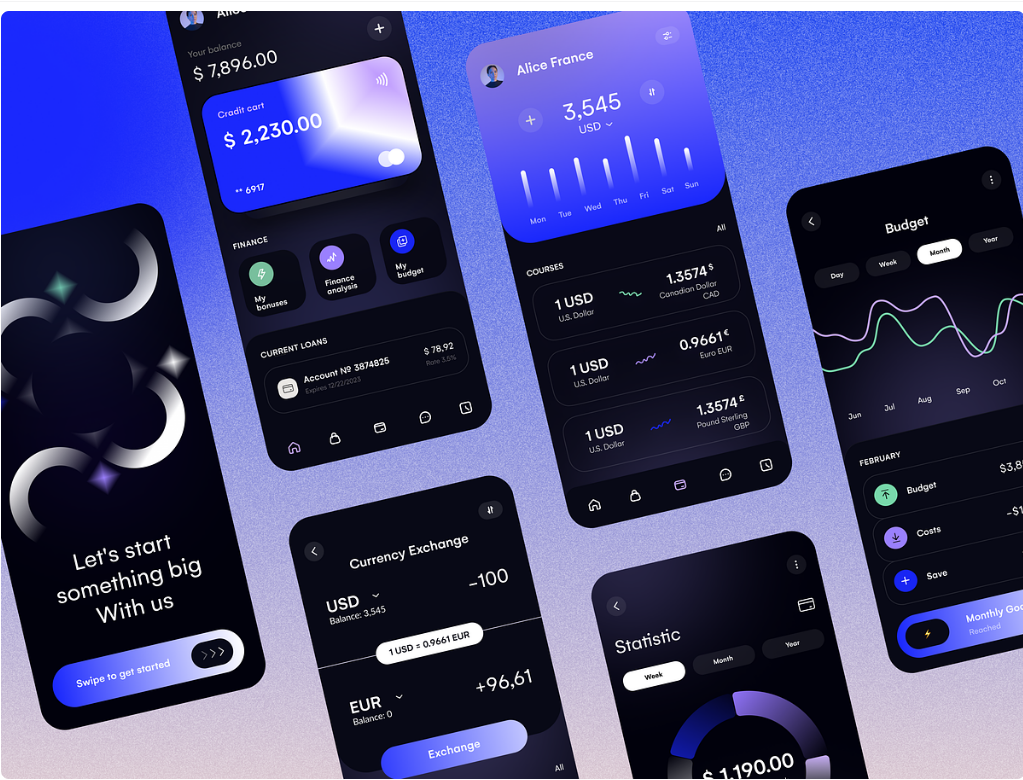 Your balance
$ 7,896.00
Cradit cart
$ 2,230.00
** 6917
FINANCE
My
bonuses
Finance
analysis
My
budget
CURRENT LOANS
Account № 3874825
$ 78,92
Expires 12/22/2023
Rate 3,5%
Alice France
3,545
USD
Mon Tue Wed Thu Fri Sat Sun
All
COURSES
1 USD
U.S. Dollar
1.3574 $
Canadian Dollar
CAD
1 USD
U.S. Dollar
0.9661 €
Euro EUR
1 USD
U.S. Dollar
1.3574 £
Pound Sterling
GBP
Budget
Day Week Month Year
Jun Jul Aug Sep Oct
FEBRUARY
Budget
Costs
Save
Monthly
Reached
Let's start
something big
With us
Swipe to get started
Currency Exchange
USD
Balance: 3,545
-100
1 USD = 0.9661 EUR
EUR
Balance: 0
+96,61
Exchange
All
Statistic
Week Month Year
$ 1,190.00